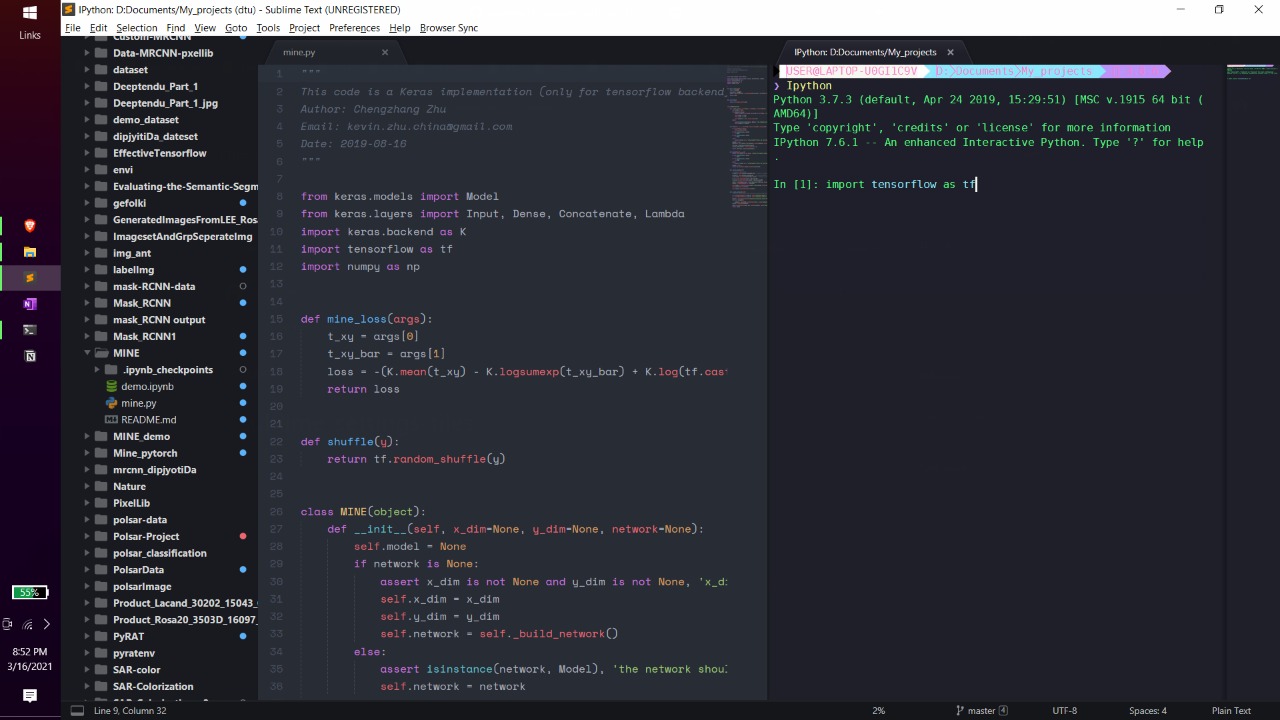 IPython: D:Documents/My_projects (dtu) - Sublime Text (UNREGISTERED)
File Edit Selection Find View Goto Tools Project Preferences Help Browser Sync
Links
55%
8:52 PM
3/16/2021
Custom-MRCNN
Data-MRCNN-pxellib
dataset
Deeptendu_Part_1
Deeptendu_Part_1_jpg
demo_dataset
dipjyitiDa_dateset
EffectiveTensorflow
envi
Evaluating-the-Semantic-Segm
gefolki
GeneratedImagesFromLEE_Rosa
ImagesetAndGrpSeperateImg
img_ant
labelImg
mask-RCNN-data
Mask_RCNN
mask_RCNN output
Mask_RCNN1
MINE
.ipynb_checkpoints
demo.ipynb
mine.py
README.md
MINE_demo
Mine_pytorch
mrcnn_dipjyotiDa
Nature
PixelLib
polsar-data
Polsar-Project
polsar_classification
PolsarData
polsarImage
Product_Lacand_30202_15043_
Product_Rosa20_3503D_16097_
PyRAT
pyratenv
SAR-color
SAR-Colorization
mine.py
1 """
2 This code is a Keras implementation (only for tensorflow backend
3 Author: Chengzhang Zhu
4 Email: kevin.zhu.china@gmail.com
5 Date: 2019-08-16
6 """
7
8 from keras.models import Model
9 from keras.layers import Input, Dense, Concatenate, Lambda
10 import keras.backend as K
11 import tensorflow as tf
12 import numpy as np
13
14
15 def mine_loss(args):
16 t_xy = args[0]
17 t_xy_bar = args[1]
18 loss = -(K.mean(t_xy) - K.logsumexp(t_xy_bar) + K.log(tf.cas
19 return loss
20
21
22 def shuffle(y):
23 return tf.random_shuffle(y)
24
25
26 class MINE(object):
27 def __init__(self, x_dim=None, y_dim=None, network=None):
28 self.model = None
29 if network is None:
30 assert x_dim is not None and y_dim is not None, 'x_di
31 self.x_dim = x_dim
32 self.y_dim = y_dim
33 self.network = self._build_network()
34 else:
35 assert isinstance(network, Model), 'the network shou
36 self.network = network
IPython: D:Documents/My_projects
USER@LAPTOP-U0GI1C9V D: Documents My_projects
❯ Ipython
Python 3.7.3 (default, Apr 24 2019, 15:29:51) [MSC v.1915 64 bit (
AMD64)]
Type 'copyright', 'credits' or 'license' for more information
IPython 7.6.1 -- An enhanced Interactive Python. Type '?' for help
.
In [1]: import tensorflow as tf
Line 9, Column 32
2% master 4 UTF-8 Spaces: 4 Plain Text